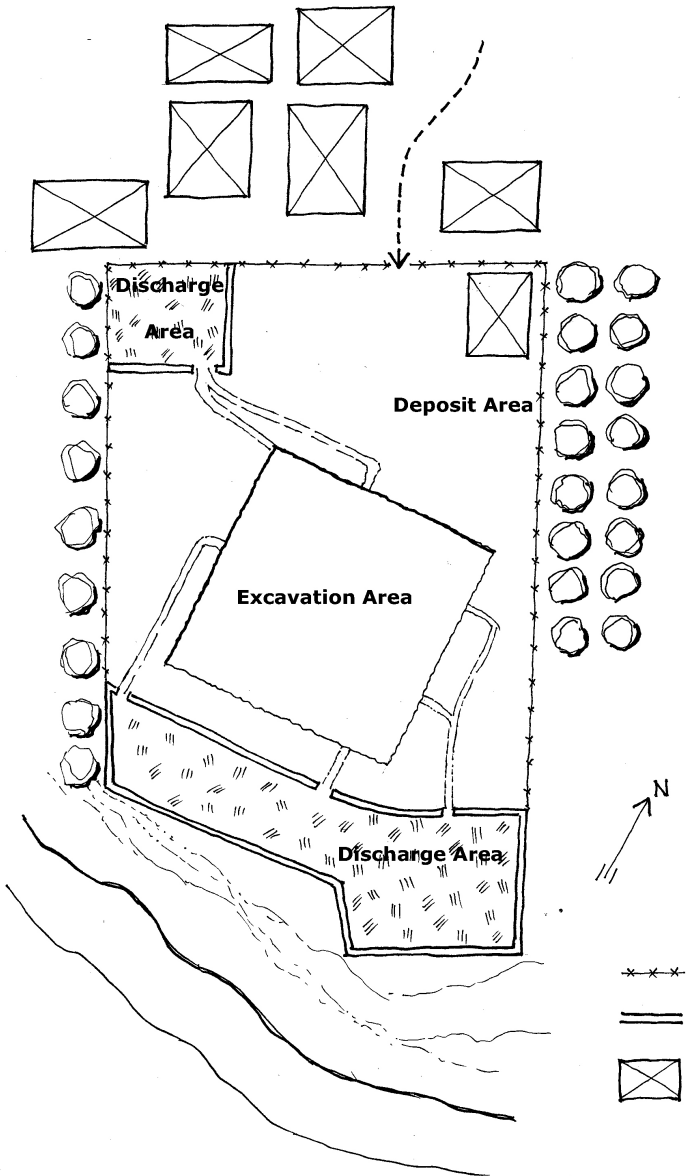 Discharge
Area
Deposit Area
Excavation Area
Discharge Area
N